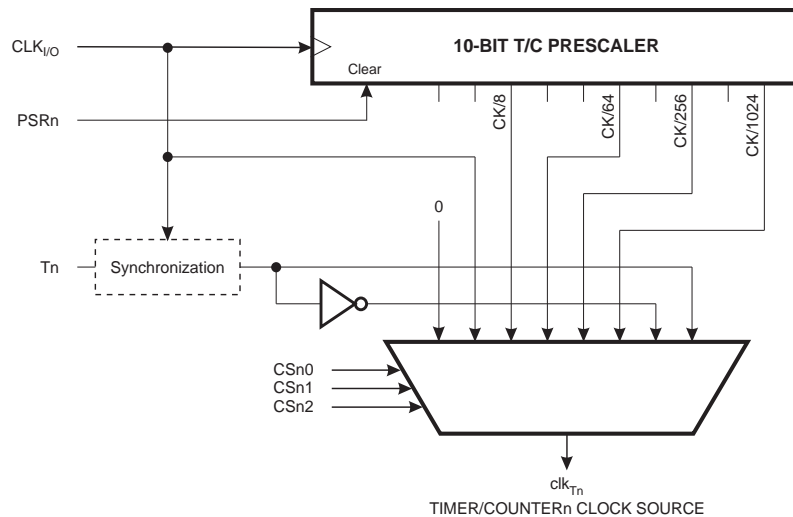 10-BIT T/C PRESCALER
CLK_I/O
Clear
PSRn
CK/8
CK/64
CK/256
CK/1024
0
Tn
Synchronization
CSn0
CSn1
CSn2
clk_Tn
TIMER/COUNTERn CLOCK SOURCE